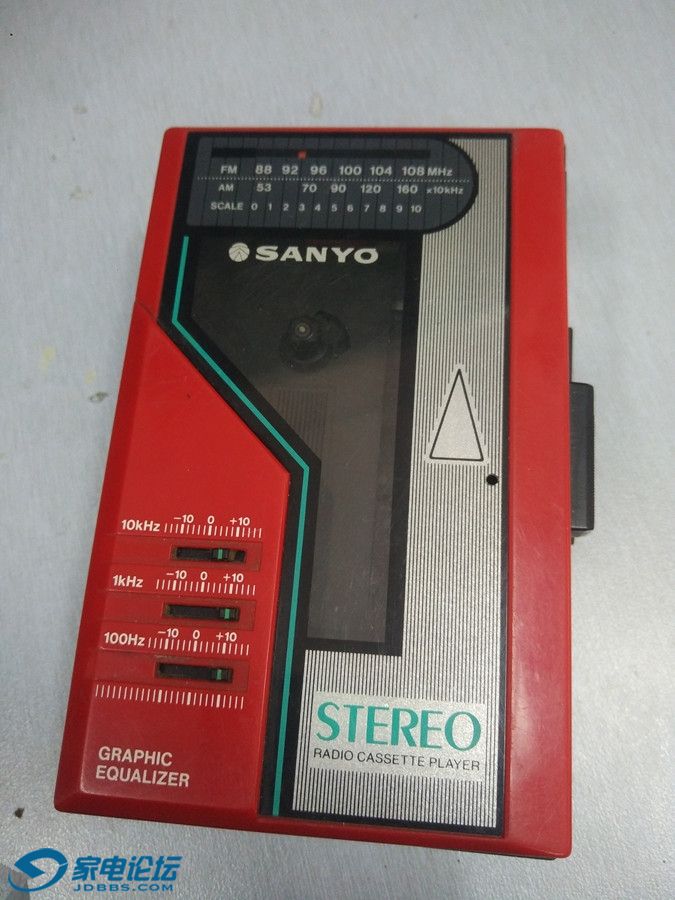 FM 88 92 96 100 104 108 MHz
AM 53 70 90 120 160 ×10kHz
SCALE 0 1 2 3 4 5 6 7 8 9 10
SANYO
10kHz -10 0 +10
1kHz -10 0 +10
100Hz -10 0 +10
STEREO
RADIO CASSETTE PLAYER
GRAPHIC
EQUALIZER
家电论坛
JDBBS.COM